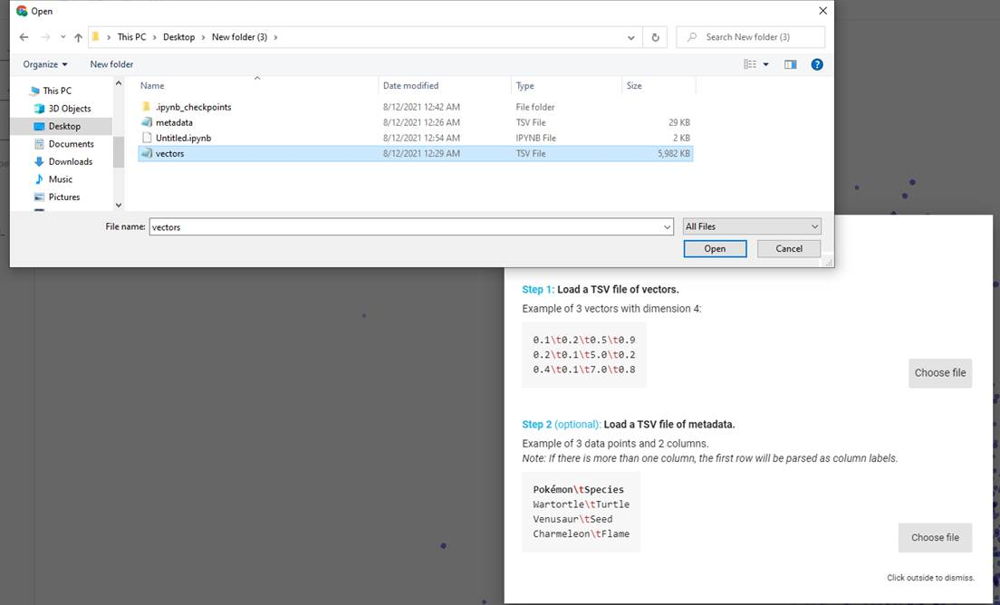 Open
This PC > Desktop > New folder (3) >
Search New folder (3)
Organize
New folder
Name Date modified Type Size
This PC
3D Objects
Desktop
Documents
Downloads
Music
Pictures
.ipynb_checkpoints 8/12/2021 12:42 AM File folder
metadata 8/12/2021 12:26 AM TSV File 29 KB
Untitled.ipynb 8/12/2021 12:54 AM IPYNB File 2 KB
vectors 8/12/2021 12:29 AM TSV File 5,982 KB
File name: vectors
All Files
Open
Cancel
Step 1: Load a TSV file of vectors.
Example of 3 vectors with dimension 4:
0.1\t0.2\t0.5\t0.9
0.2\t0.1\t5.0\t0.2
0.4\t0.1\t7.0\t0.8
Choose file
Step 2 (optional): Load a TSV file of metadata.
Example of 3 data points and 2 columns.
Note: If there is more than one column, the first row will be parsed as column labels.
Pokémon\tSpecies
Wartortle\tTurtle
Venusaur\tSeed
Charmeleon\tFlame
Choose file
Click outside to dismiss.